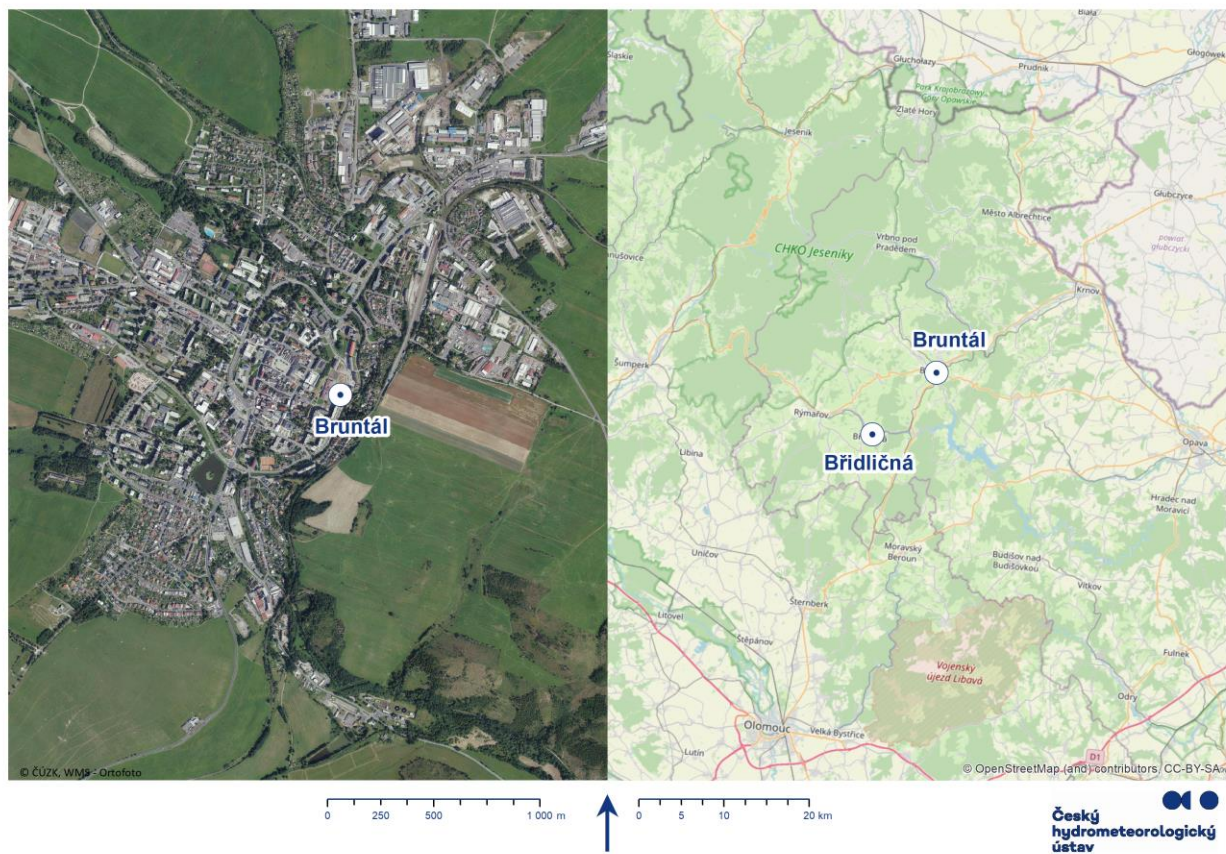 Bruntál
© ČÚZK, WMS - Ortofoto
Biała
Głogówek
Głuchołazy
Prudnik
Park Krajobrazowy
Góry Opawskie
Zlaté Hory
Jeseník
Głubczyce
Město Albrechtice
powiat
głubczycki
Vrbno pod
Pradědem
CHKO Jeseníky
Krnov
Bruntál
Šumperk
Rýmařov
Břidličná
Opava
Libina
Hradec nad
Moravicí
Uničov
Moravský
Beroun
Budišov nad
Budišovkou
Vítkov
Šternberk
Litovel
Štěpánov
Fulnek
Vojenský
újezd Libavá
Odry
Olomouc
Velká Bystřice
Lutín
D1
© OpenStreetMap (and) contributors, CC-BY-SA
0 250 500 1 000 m
0 5 10 20 km
Český
hydrometeorologický
ústav